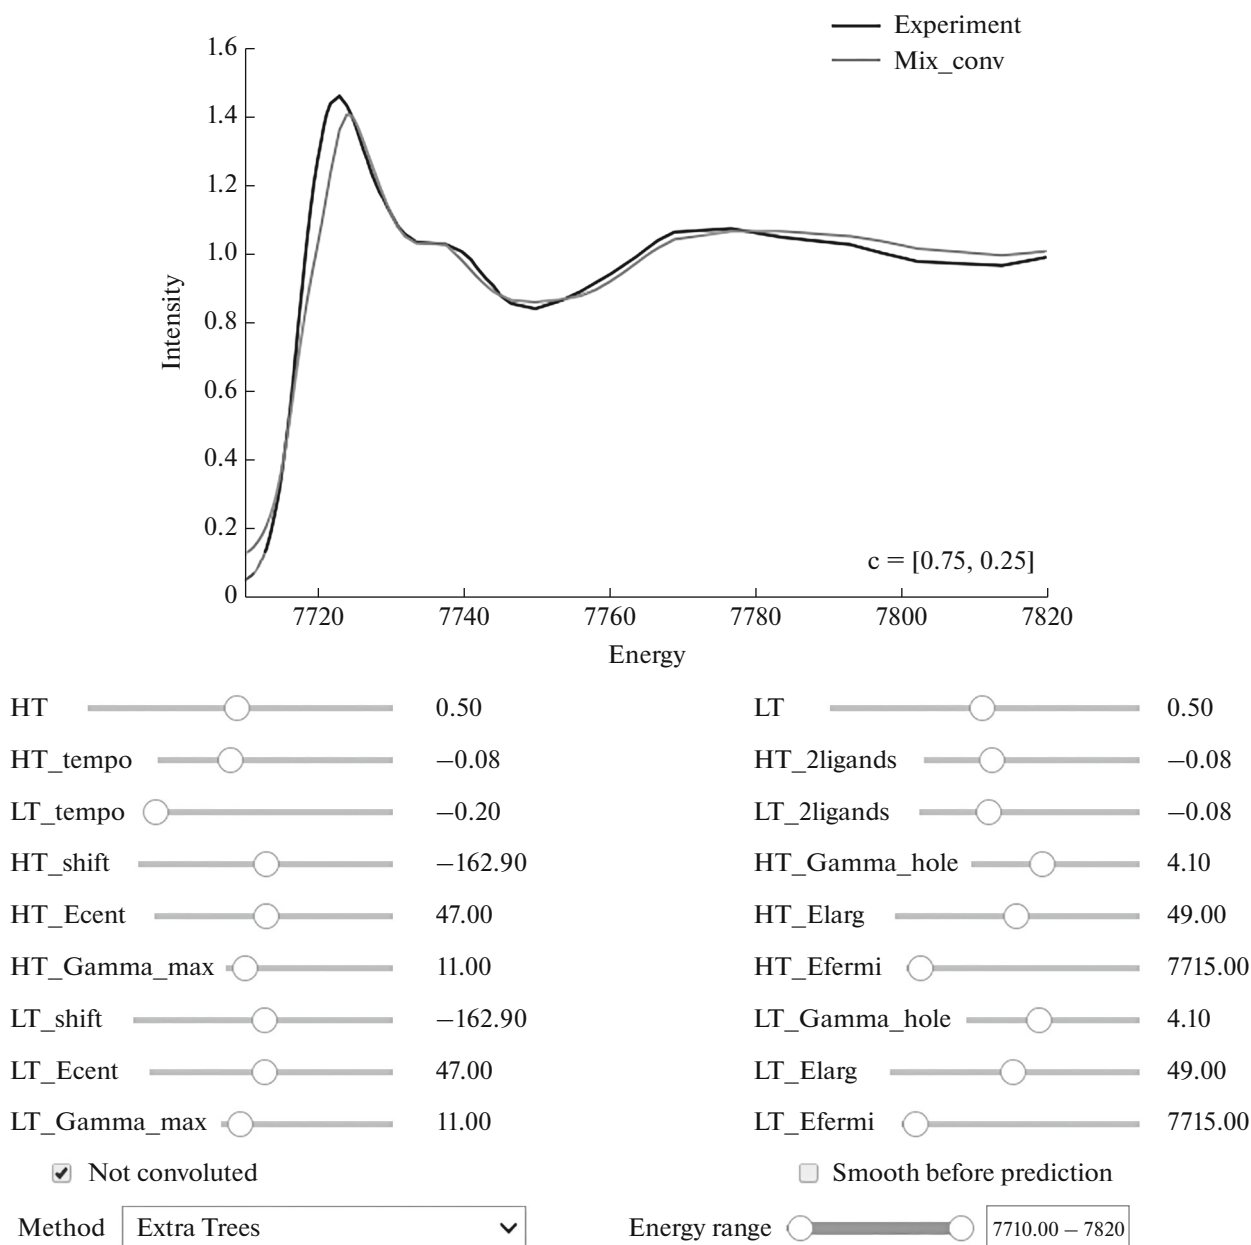 Experiment
Mix_conv
1.6
1.4
1.2
1.0
0.8
0.6
0.4
0.2
0
Intensity
c = [0.75, 0.25]
7720 7740 7760 7780 7800 7820
Energy
HT 0.50 LT 0.50
HT_tempo −0.08 HT_2ligands −0.08
LT_tempo −0.20 LT_2ligands −0.08
HT_shift −162.90 HT_Gamma_hole 4.10
HT_Ecent 47.00 HT_Elarg 49.00
HT_Gamma_max 11.00 HT_Efermi 7715.00
LT_shift −162.90 LT_Gamma_hole 4.10
LT_Ecent 47.00 LT_Elarg 49.00
LT_Gamma_max 11.00 LT_Efermi 7715.00
Not convoluted Smooth before prediction
Method Extra Trees Energy range 7710.00 – 7820